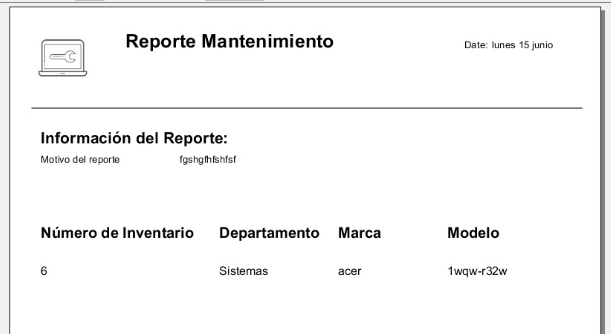 Reporte Mantenimiento
Date: lunes 15 junio
Información del Reporte:
Motivo del reporte fgshgfhfshfsf
Número de Inventario Departamento Marca Modelo
6 Sistemas acer 1wqw-r32w